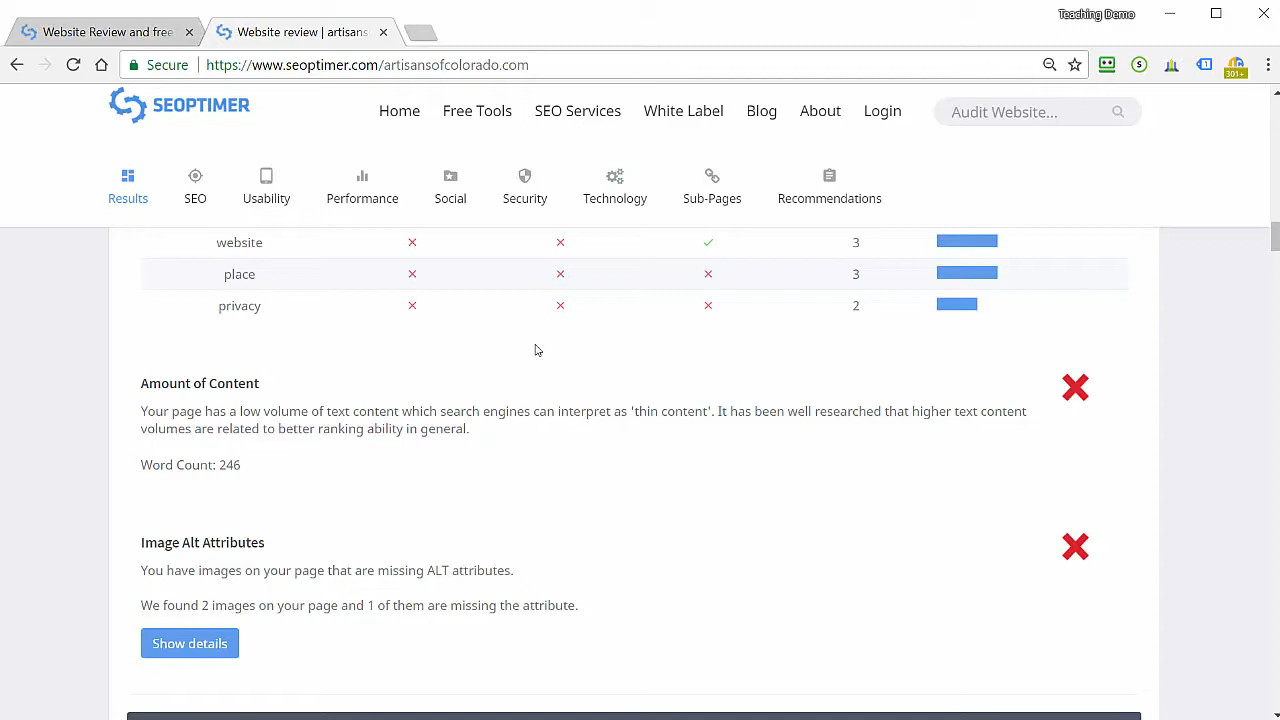 Teaching Demo
Website Review and free
Website review | artisans
Secure
https://www.seoptimer.com/artisansofcolorado.com
S
1
301+
SEOPTIMER
Home Free Tools SEO Services White Label Blog About Login Audit Website...
Results SEO Usability Performance Social Security Technology Sub-Pages Recommendations
website 3
place 3
privacy 2
Amount of Content
Your page has a low volume of text content which search engines can interpret as 'thin content'. It has been well researched that higher text content
volumes are related to better ranking ability in general.
Word Count: 246
Image Alt Attributes
You have images on your page that are missing ALT attributes.
We found 2 images on your page and 1 of them are missing the attribute.
Show details